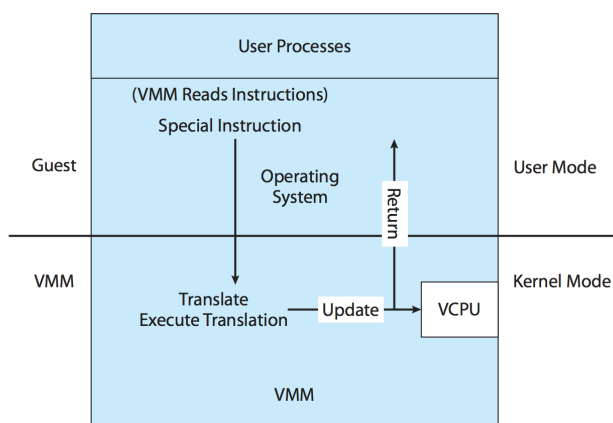 User Processes
(VMM Reads Instructions)
Special Instruction
Guest
Operating
System
User Mode
Return
VMM
Kernel Mode
Translate
Execute Translation
Update
VCPU
VMM